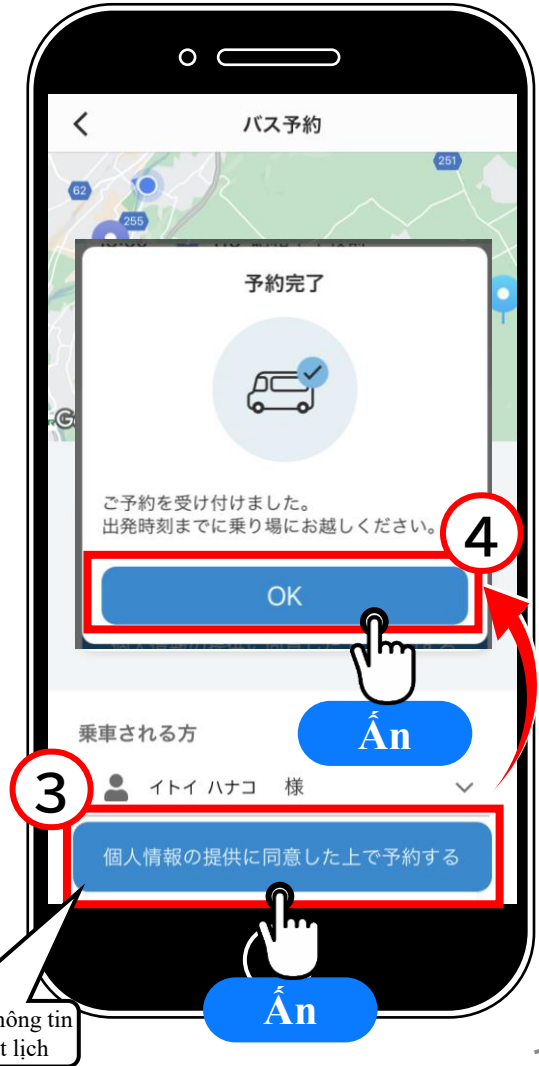 バス予約
251
62
255
予約完了
ご予約を受け付けました。
出発時刻までに乗り場にお越しください。
4
OK
Ấn
乗車される方
3
イトイ ハナコ 様
個人情報の提供に同意した上で予約する
Ấn
hông tin
t lịch